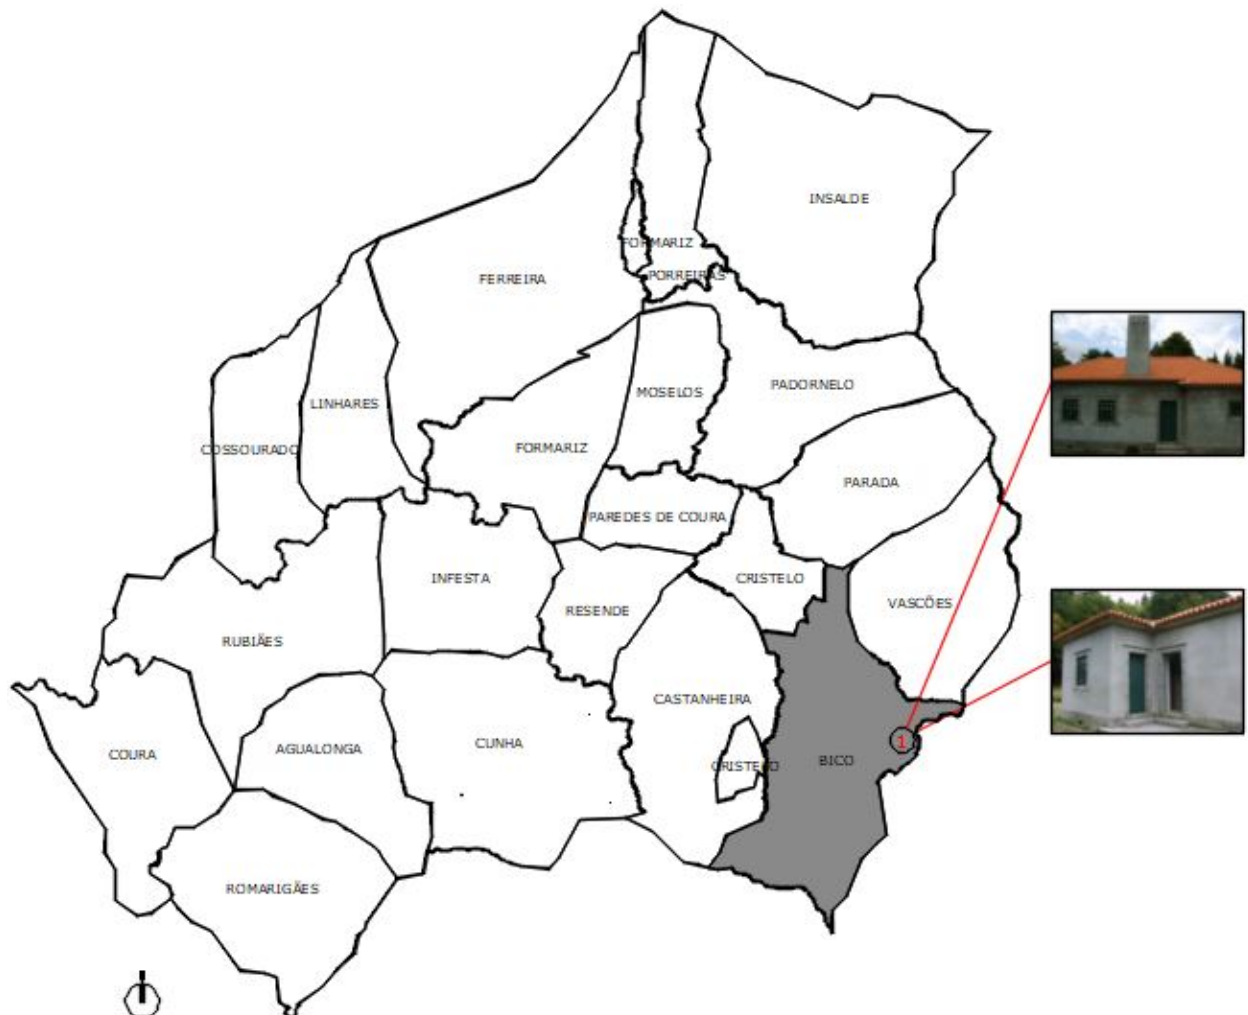 INSALDE
FORMARIZ
PORREIRAS
FERREIRA
PADORNELO
MOSELOS
LINHARES
COSSOURADO
FORMARIZ
PARADA
PAREDES DE COURA
INFESTA
CRISTELO
RESENDE
VASCÕES
RUBIÃES
CASTANHEIRA
COURA
AGUALONGA
CUNHA
1
CRISTELO
BICO
ROMARIGÃES